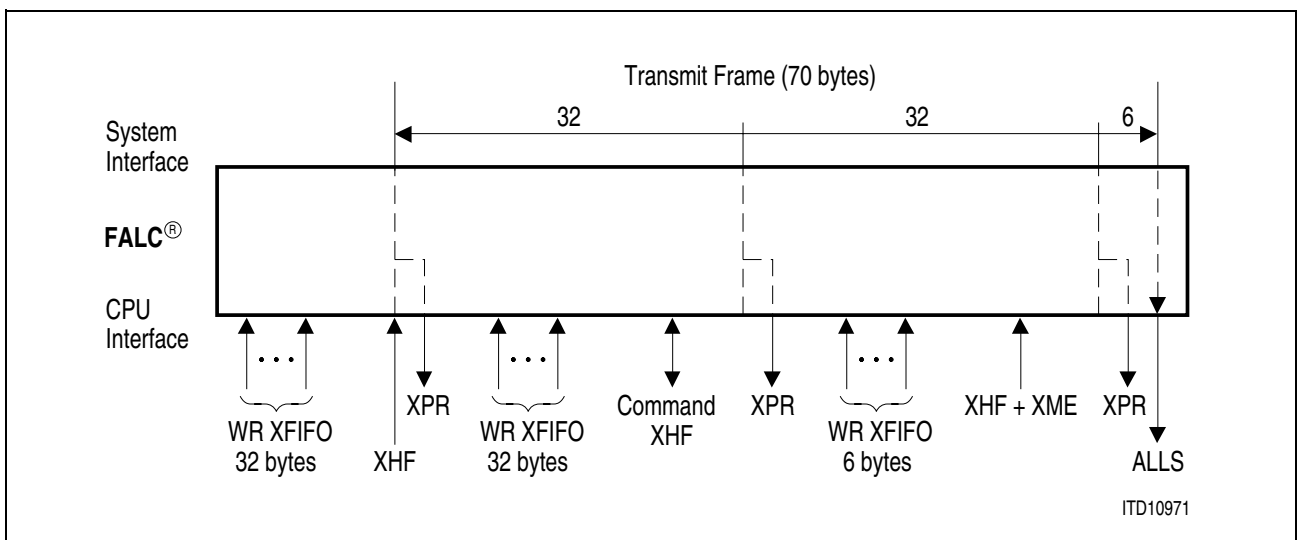 Transmit Frame (70 bytes)
32
32
6
System
Interface
FALC®
CPU
Interface
• • •
• • •
• • •
XPR
Command
XHF
XPR
XHF + XME
XPR
WR XFIFO
32 bytes
XHF
WR XFIFO
32 bytes
WR XFIFO
6 bytes
ALLS
ITD10971